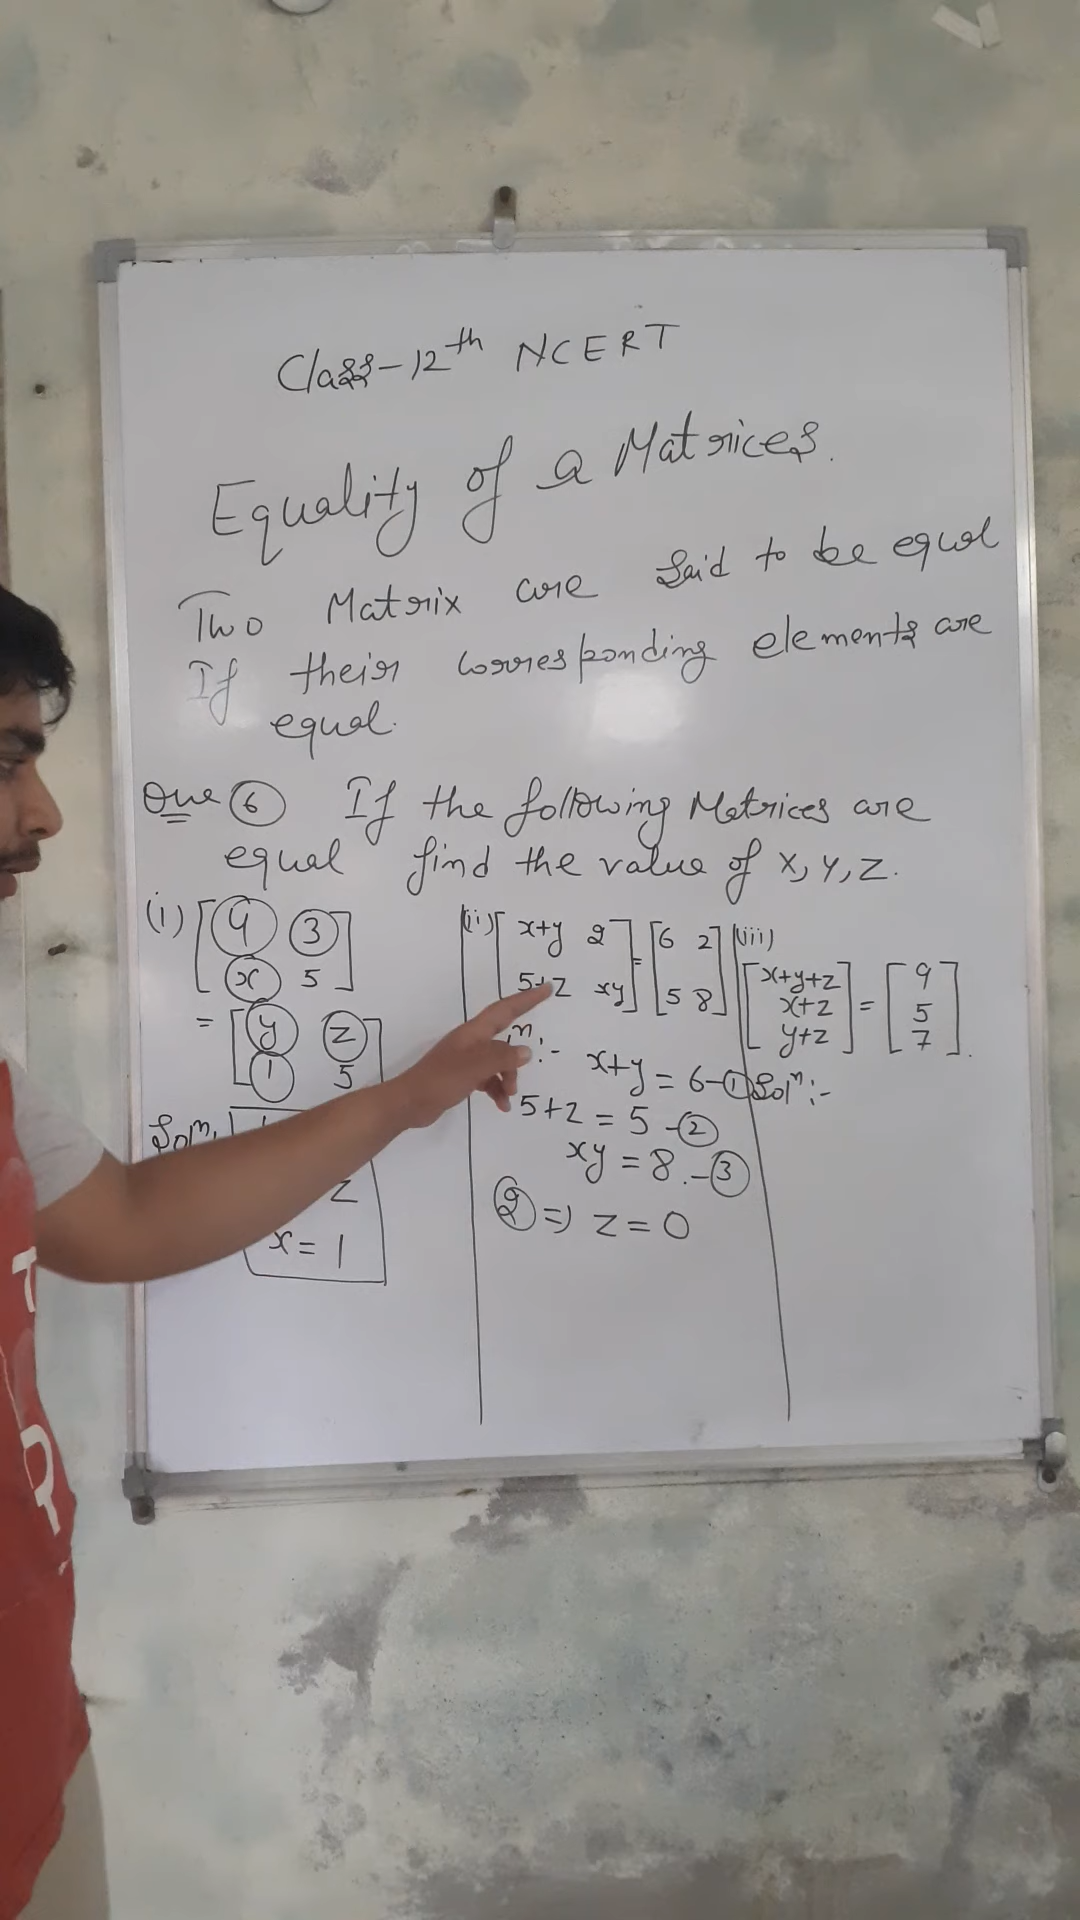 Class-12th NCERT
Equality of a Matrices.
Two Matrix are said to be equal
If their corresponding elements are
equal.
Que 6 If the following Matrices are
equal find the value of x, y, z.
(i) [4 3
x 5]
= [y z
1 5]
Soln.
z
x = 1
(ii) [x+y 2
5+z xy] = [6 2
5 8]
n :-
x+y = 6 - ①
5+z = 5 - ②
xy = 8. - ③
② => z = 0
(iii)
[x+y+z
x+z
y+z] = [9
5
7].
Soln :-